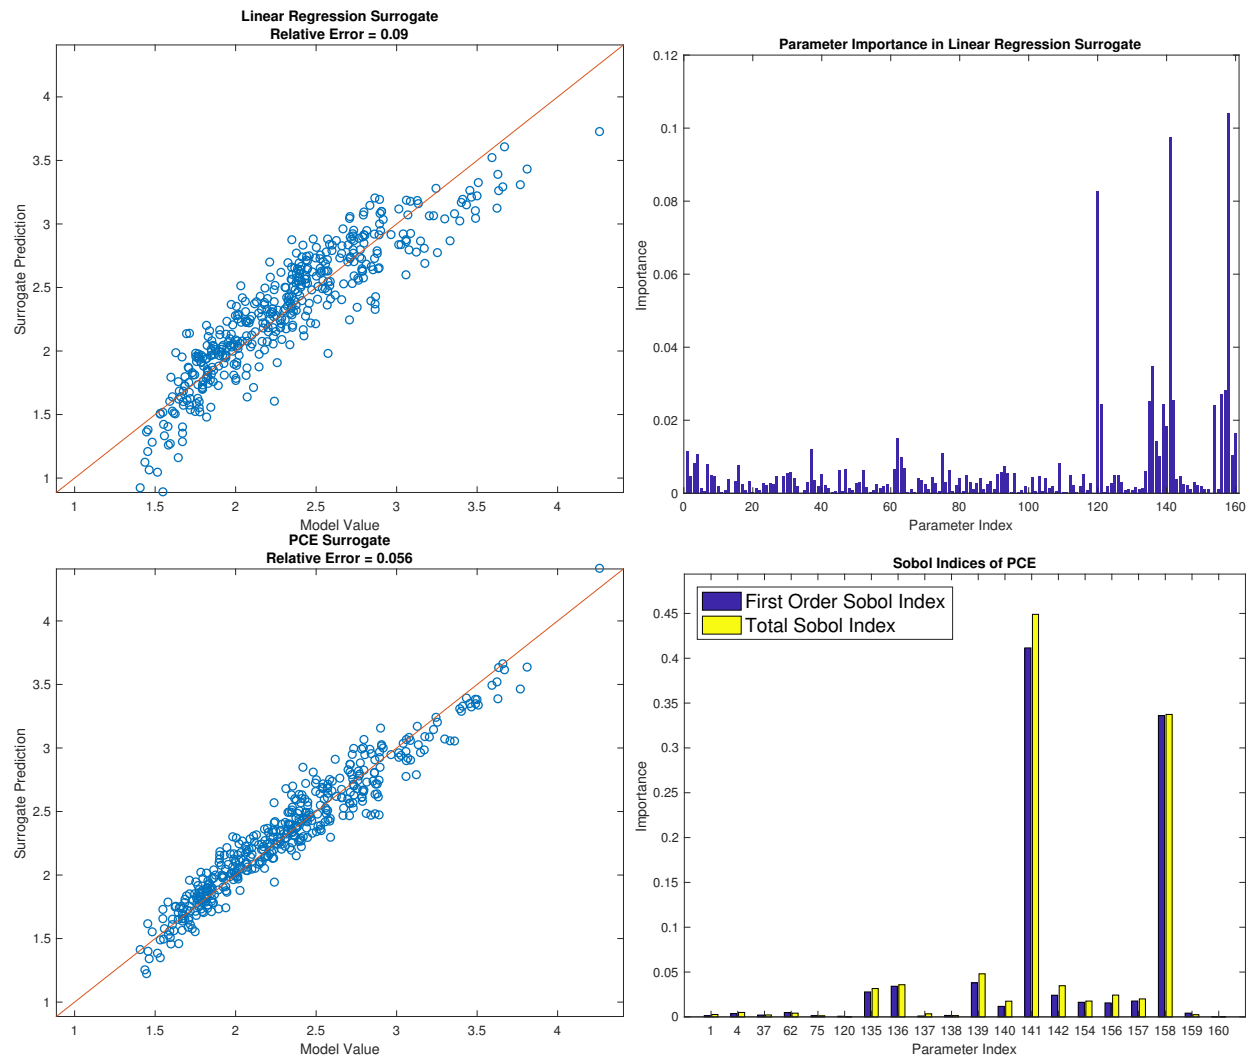 Linear Regression Surrogate
Relative Error = 0.09
4
3.5
3
2.5
2
1.5
1
Surrogate Prediction
1 1.5 2 2.5 3 3.5 4
Model Value
Parameter Importance in Linear Regression Surrogate
0.12
0.1
0.08
0.06
0.04
0.02
0
Importance
0 20 40 60 80 100 120 140 160
Parameter Index
PCE Surrogate
Relative Error = 0.056
4
3.5
3
2.5
2
1.5
1
Surrogate Prediction
1 1.5 2 2.5 3 3.5 4
Model Value
Sobol Indices of PCE
First Order Sobol Index
Total Sobol Index
0.45
0.4
0.35
0.3
0.25
0.2
0.15
0.1
0.05
0
Importance
1 4 37 62 75 120 135 136 137 138 139 140 141 142 154 156 157 158 159 160
Parameter Index